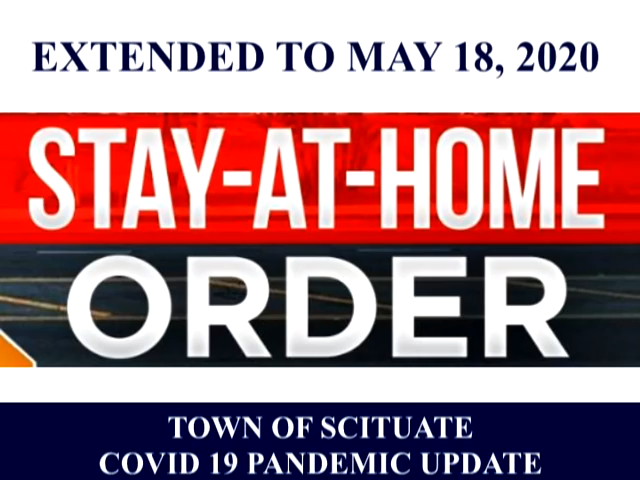 EXTENDED TO MAY 18, 2020
STAY-AT-HOME
ORDER
TOWN OF SCITUATE
COVID 19 PANDEMIC UPDATE